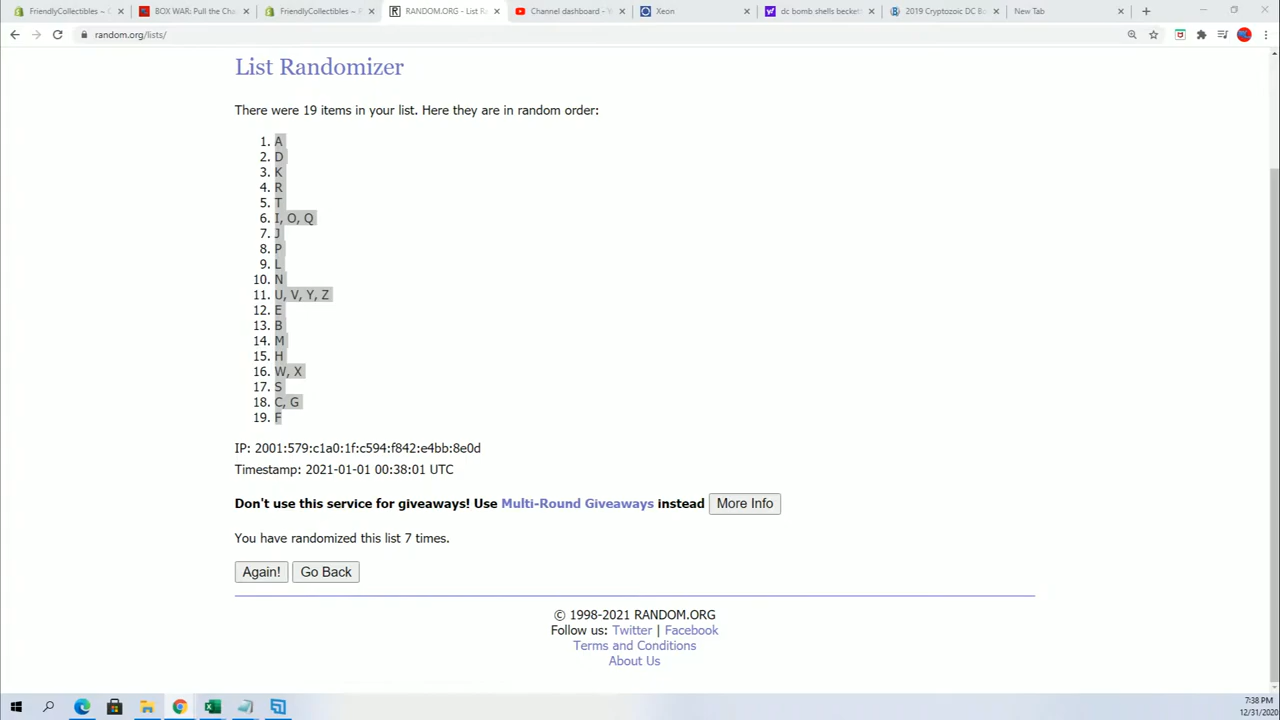 FriendlyCollectibles – C
BOX WAR: Pull the Cha
FriendlyCollectibles – F
RANDOM.ORG - List Ra
Channel dashboard - Y
Xeon
dc bomb shells becket
2019 Cryptozoic DC Bo
New Tab
random.org/lists/
List Randomizer
There were 19 items in your list. Here they are in random order:
1. A
2. D
3. K
4. R
5. T
6. I, O, Q
7. J
8. P
9. L
10. N
11. U, V, Y, Z
12. E
13. B
14. M
15. H
16. W, X
17. S
18. C, G
19. F
IP: 2001:579:c1a0:1f:c594:f842:e4bb:8e0d
Timestamp: 2021-01-01 00:38:01 UTC
Don't use this service for giveaways! Use Multi-Round Giveaways instead More Info
You have randomized this list 7 times.
Again! Go Back
© 1998-2021 RANDOM.ORG
Follow us: Twitter | Facebook
Terms and Conditions
About Us
7:38 PM
12/31/2020